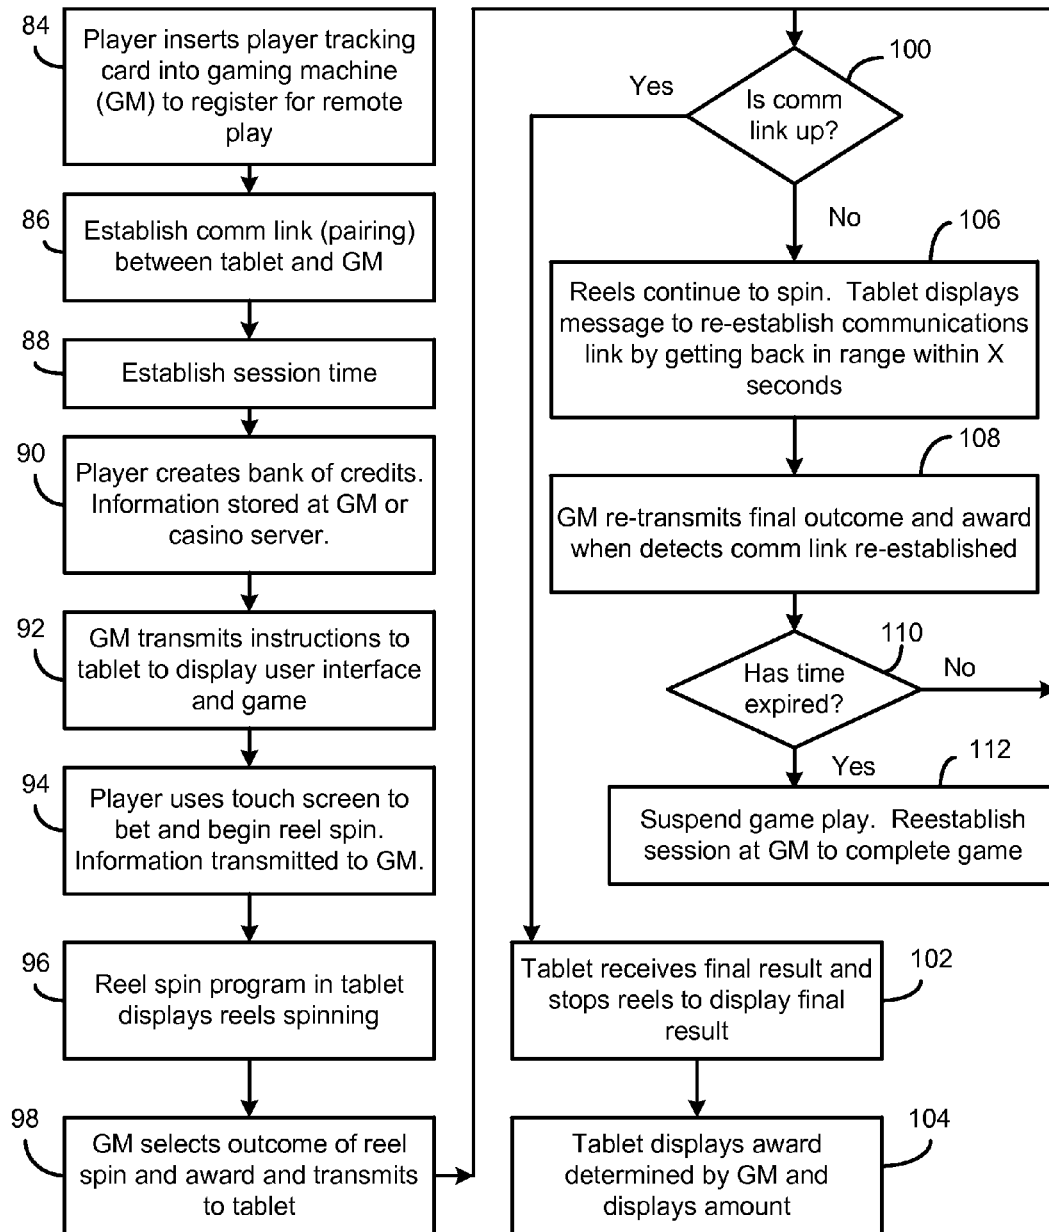 84
Player inserts player tracking
card into gaming machine
(GM) to register for remote
play
86
Establish comm link (pairing)
between tablet and GM
88
Establish session time
90
Player creates bank of credits.
Information stored at GM or
casino server.
92
GM transmits instructions to
tablet to display user interface
and game
94
Player uses touch screen to
bet and begin reel spin.
Information transmitted to GM.
96
Reel spin program in tablet
displays reels spinning
98
GM selects outcome of reel
spin and award and transmits
to tablet
100
Is comm
link up?
Yes
No
106
Reels continue to spin. Tablet displays
message to re-establish communications
link by getting back in range within X
seconds
108
GM re-transmits final outcome and award
when detects comm link re-established
110
Has time
expired?
No
Yes
112
Suspend game play. Reestablish
session at GM to complete game
102
Tablet receives final result and
stops reels to display final
result
104
Tablet displays award
determined by GM and
displays amount